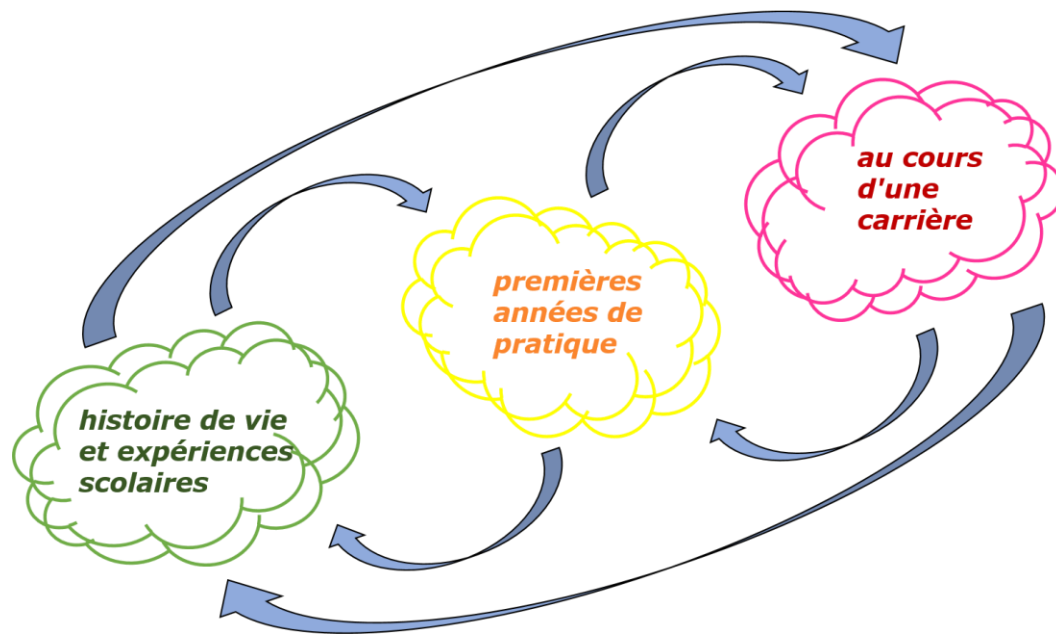 histoire de vie
et expériences
scolaires
premières
années de
pratique
au cours
d'une
carrière